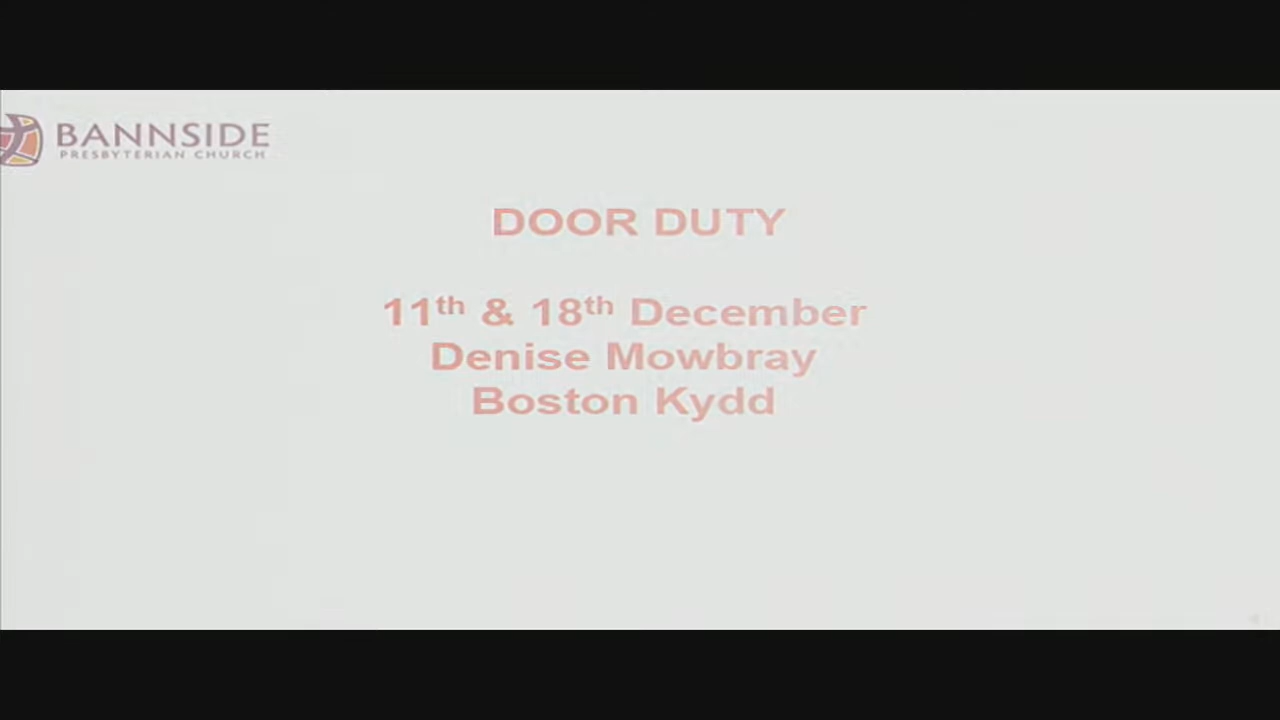 BANNSIDE
PRESBYTERIAN CHURCH
DOOR DUTY
11th & 18th December
Denise Mowbray
Boston Kydd